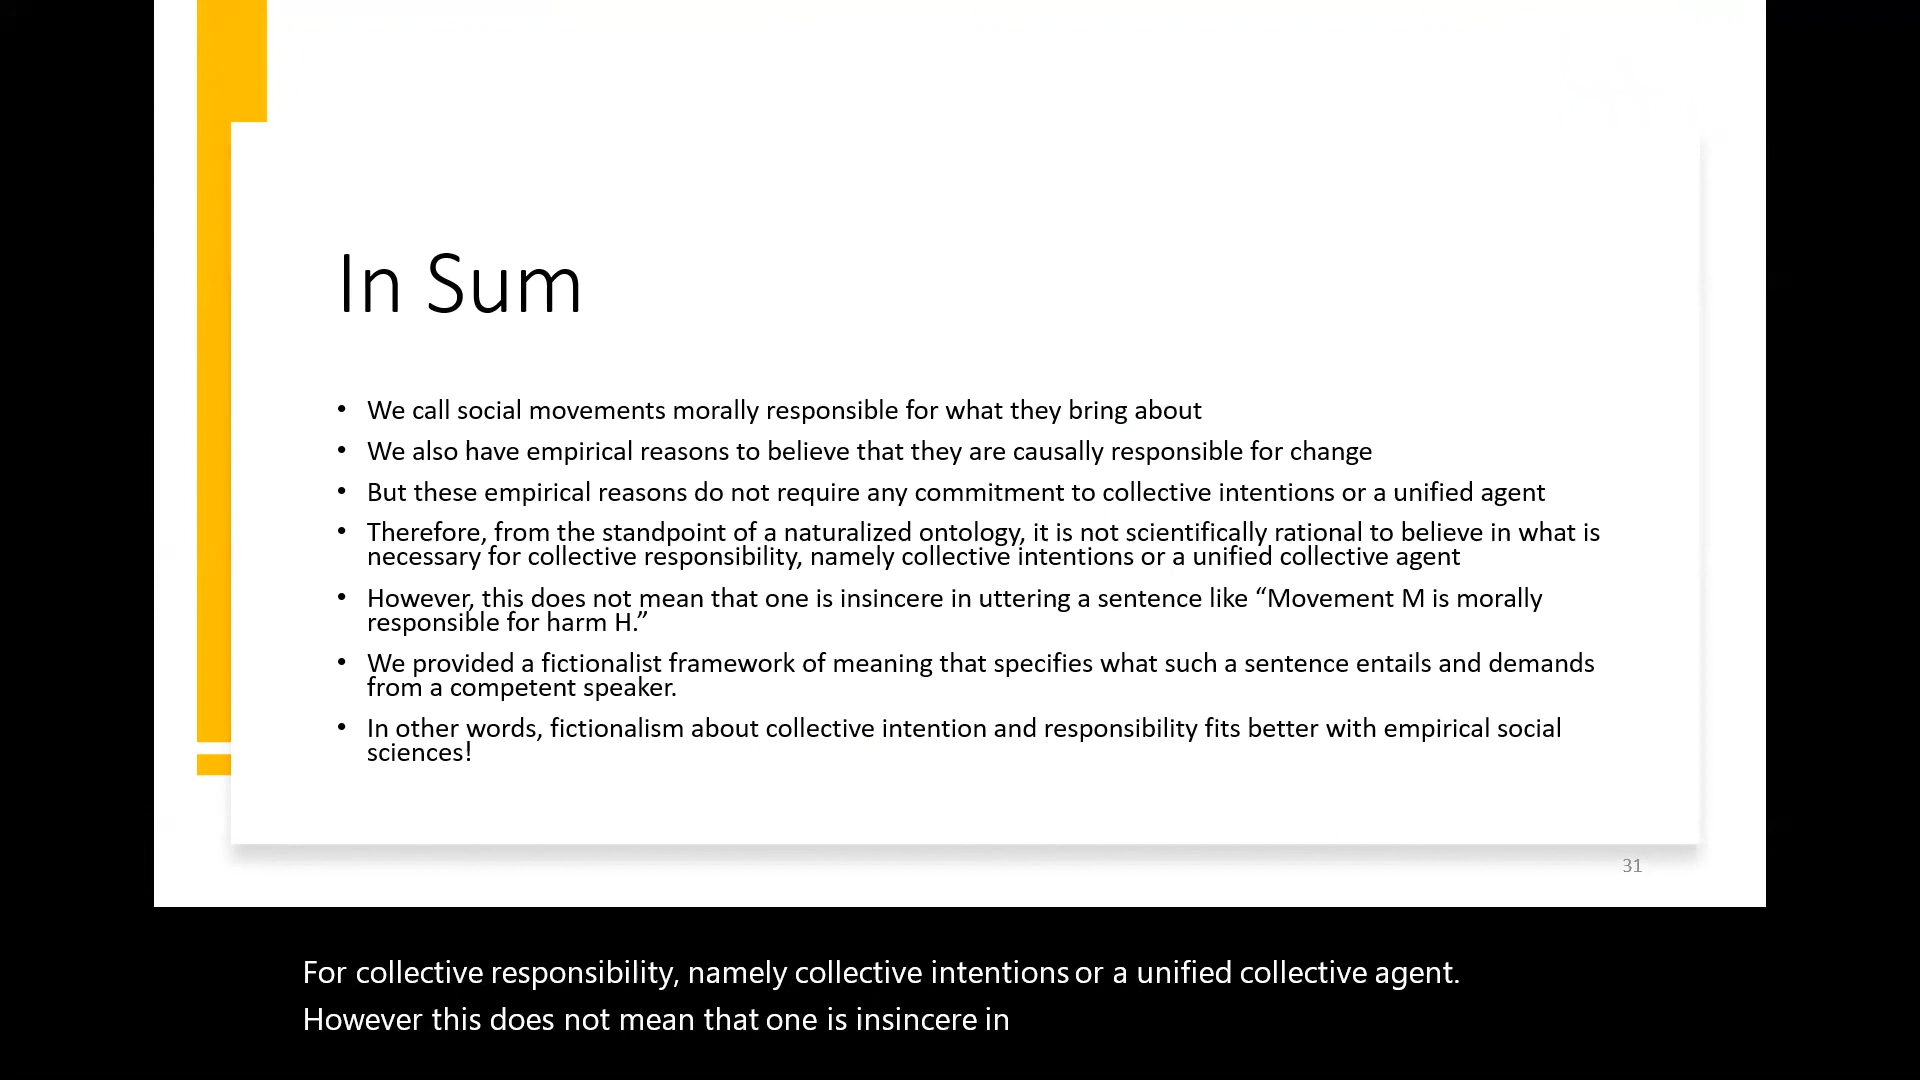 In Sum
• We call social movements morally responsible for what they bring about
• We also have empirical reasons to believe that they are causally responsible for change
• But these empirical reasons do not require any commitment to collective intentions or a unified agent
• Therefore, from the standpoint of a naturalized ontology, it is not scientifically rational to believe in what is
necessary for collective responsibility, namely collective intentions or a unified collective agent
• However, this does not mean that one is insincere in uttering a sentence like “Movement M is morally
responsible for harm H.”
• We provided a fictionalist framework of meaning that specifies what such a sentence entails and demands
from a competent speaker.
• In other words, fictionalism about collective intention and responsibility fits better with empirical social
sciences!
31
For collective responsibility, namely collective intentions or a unified collective agent.
However this does not mean that one is insincere in